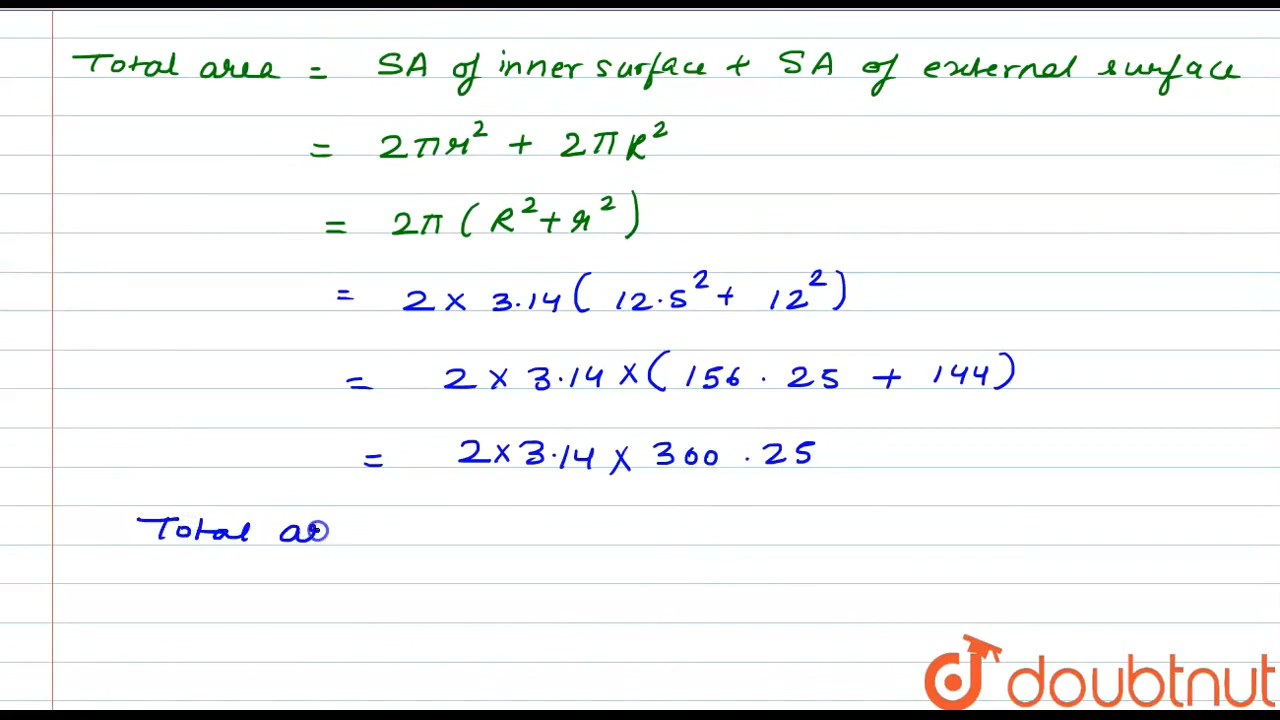 Total area = SA of inner surface + SA of external surface
= 2πr² + 2πR²
= 2π (R² + r²)
= 2 × 3.14 ( 12.5² + 12² )
= 2 × 3.14 × ( 156.25 + 144 )
= 2 × 3.14 × 300.25
Total ar
doubtnut